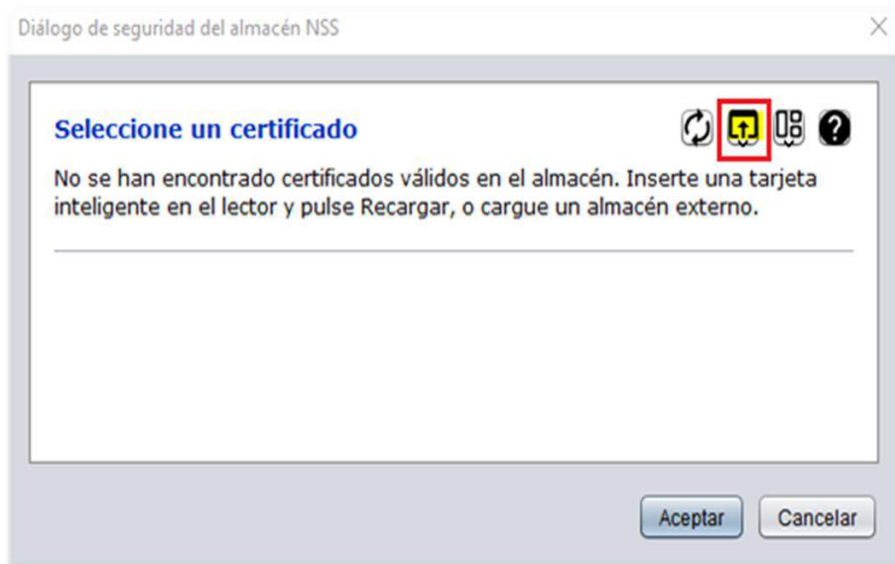 Diálogo de seguridad del almacén NSS
Seleccione un certificado
No se han encontrado certificados válidos en el almacén. Inserte una tarjeta
inteligente en el lector y pulse Recargar, o cargue un almacén externo.
Aceptar
Cancelar